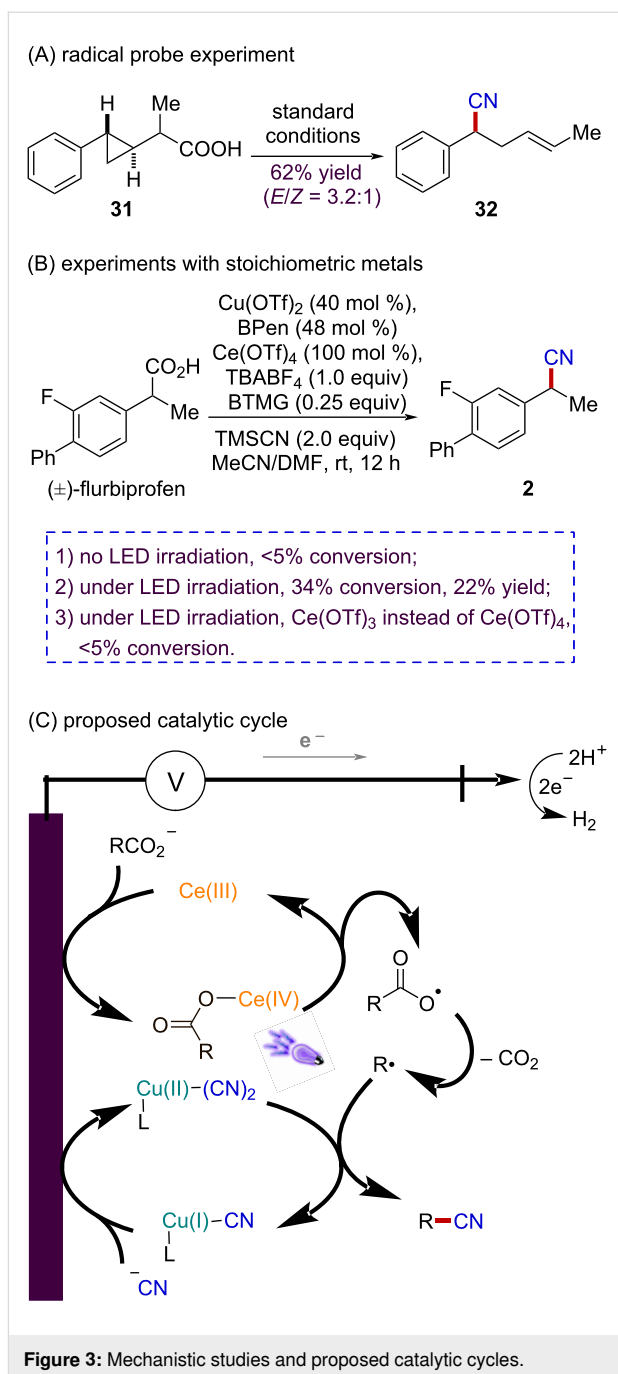 (A) radical probe experiment
H
Me
COOH
H
31
standard
conditions
62% yield
(E/Z = 3.2:1)
CN
Me
32
(B) experiments with stoichiometric metals
Cu(OTf)2 (40 mol %),
BPen (48 mol %)
Ce(OTf)4 (100 mol %),
TBABF4 (1.0 equiv)
BTMG (0.25 equiv)
TMSCN (2.0 equiv)
MeCN/DMF, rt, 12 h
CO2H
F
Me
Ph
(±)-flurbiprofen
CN
F
Me
Ph
2
1) no LED irradiation, <5% conversion;
2) under LED irradiation, 34% conversion, 22% yield;
3) under LED irradiation, Ce(OTf)3 instead of Ce(OTf)4,
<5% conversion.
(C) proposed catalytic cycle
e−
V
2H+
2e−
H2
RCO2−
Ce(III)
O
O
Ce(IV)
R
O
R
O•
− CO2
R•
Cu(II)−(CN)2
L
Cu(I)−CN
L
−CN
R−CN
Figure 3: Mechanistic studies and proposed catalytic cycles.